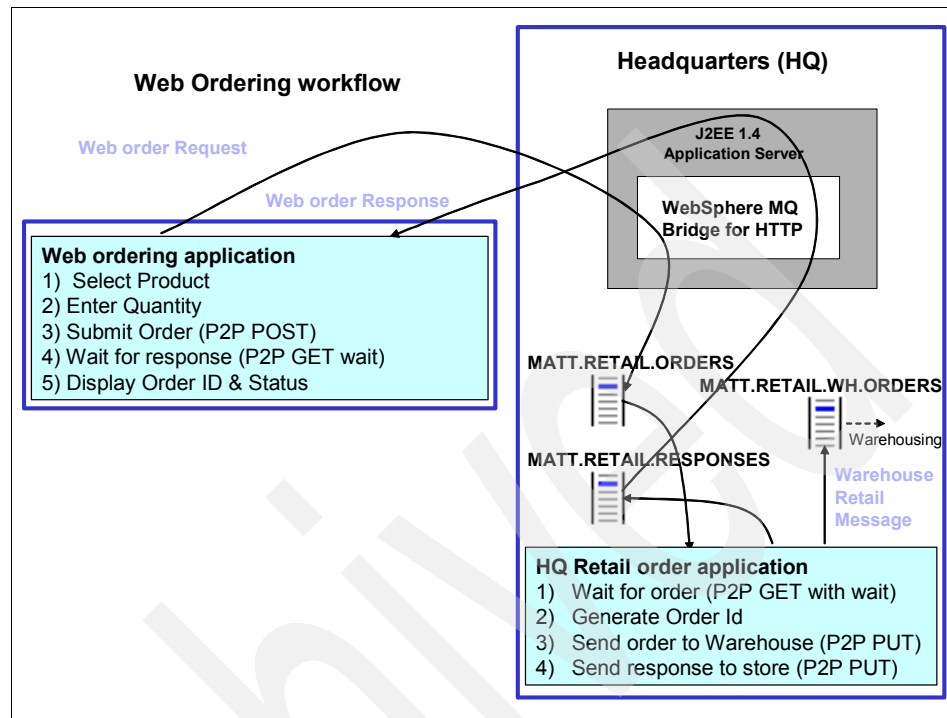 Web Ordering workflow
Headquarters (HQ)
Web order Request
Web order Response
J2EE 1.4
Application Server
WebSphere MQ
Bridge for HTTP
Web ordering application
1) Select Product
2) Enter Quantity
3) Submit Order (P2P POST)
4) Wait for response (P2P GET wait)
5) Display Order ID & Status
MATT.RETAIL.ORDERS
MATT.RETAIL.WH.ORDERS
Warehousing
MATT.RETAIL.RESPONSES
Warehouse
Retail
Message
HQ Retail order application
1) Wait for order (P2P GET with wait)
2) Generate Order Id
3) Send order to Warehouse (P2P PUT)
4) Send response to store (P2P PUT)